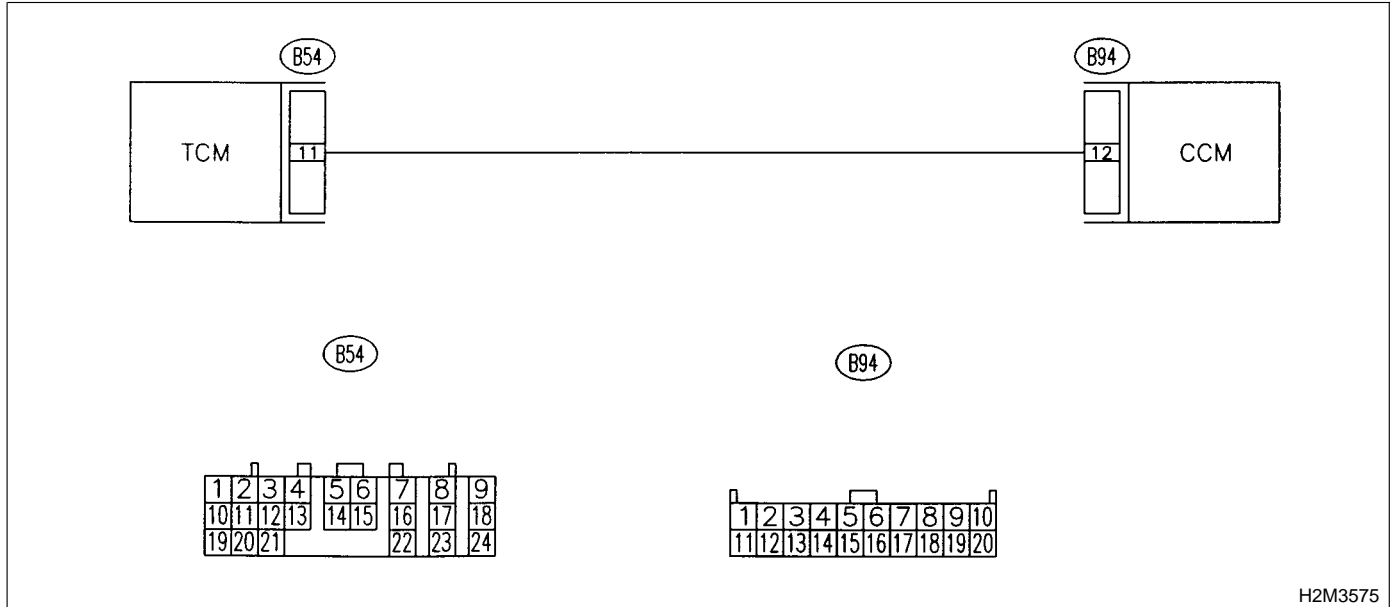 B54 B94
TCM 11 12 CCM
B54 B94
1 2 3 4 5 6 7 8 9
10 11 12 13 14 15 16 17 18
19 20 21 22 23 24
1 2 3 4 5 6 7 8 9 10
11 12 13 14 15 16 17 18 19 20
H2M3575